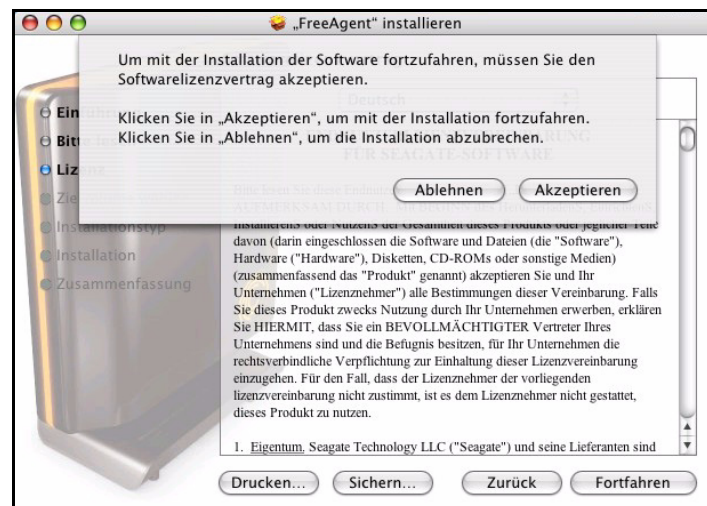 „FreeAgent“ installieren
Um mit der Installation der Software fortzufahren, müssen Sie den
Softwarelizenzvertrag akzeptieren.
Klicken Sie in „Akzeptieren“, um mit der Installation fortzufahren.
Klicken Sie in „Ablehnen“, um die Installation abzubrechen.
Ablehnen
Akzeptieren
Deutsch
FÜR SEAGATE-SOFTWARE
Lizenz
Installationstyp
Installation
Zusammenfassung
davon (darin eingeschlossen die Software und Dateien (die "Software"),
Hardware ("Hardware"), Disketten, CD-ROMs oder sonstige Medien)
(zusammenfassend das "Produkt" genannt) akzeptieren Sie und Ihr
Unternehmen ("Lizenznehmer") alle Bestimmungen dieser Vereinbarung. Falls
Sie dieses Produkt zwecks Nutzung durch Ihr Unternehmen erwerben, erklären
Sie HIERMIT, dass Sie ein BEVOLLMÄCHTIGTER Vertreter Ihres
Unternehmens sind und die Befugnis besitzen, für Ihr Unternehmen die
rechtsverbindliche Verpflichtung zur Einhaltung dieser Lizenzvereinbarung
einzugehen. Für den Fall, dass der Lizenznehmer der vorliegenden
lizenzvereinbarung nicht zustimmt, ist es dem Lizenznehmer nicht gestattet,
dieses Produkt zu nutzen.
1. Eigentum. Seagate Technology LLC ("Seagate") und seine Lieferanten sind
Drucken...
Sichern...
Zurück
Fortfahren